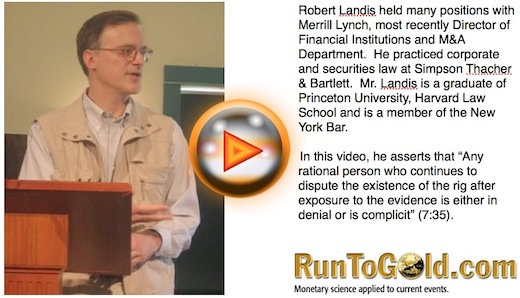 Robert Landis held many positions with
Merrill Lynch, most recently Director of
Financial Institutions and M&A
Department.  He practiced corporate
and securities law at Simpson Thacher
& Bartlett.  Mr. Landis is a graduate of
Princeton University, Harvard Law
School and is a member of the New
York Bar.
In this video, he asserts that “Any
rational person who continues to
dispute the existence of the rig after
exposure to the evidence is either in
denial or is complicit” (7:35).
RunToGold.com
Monetary science applied to current events.